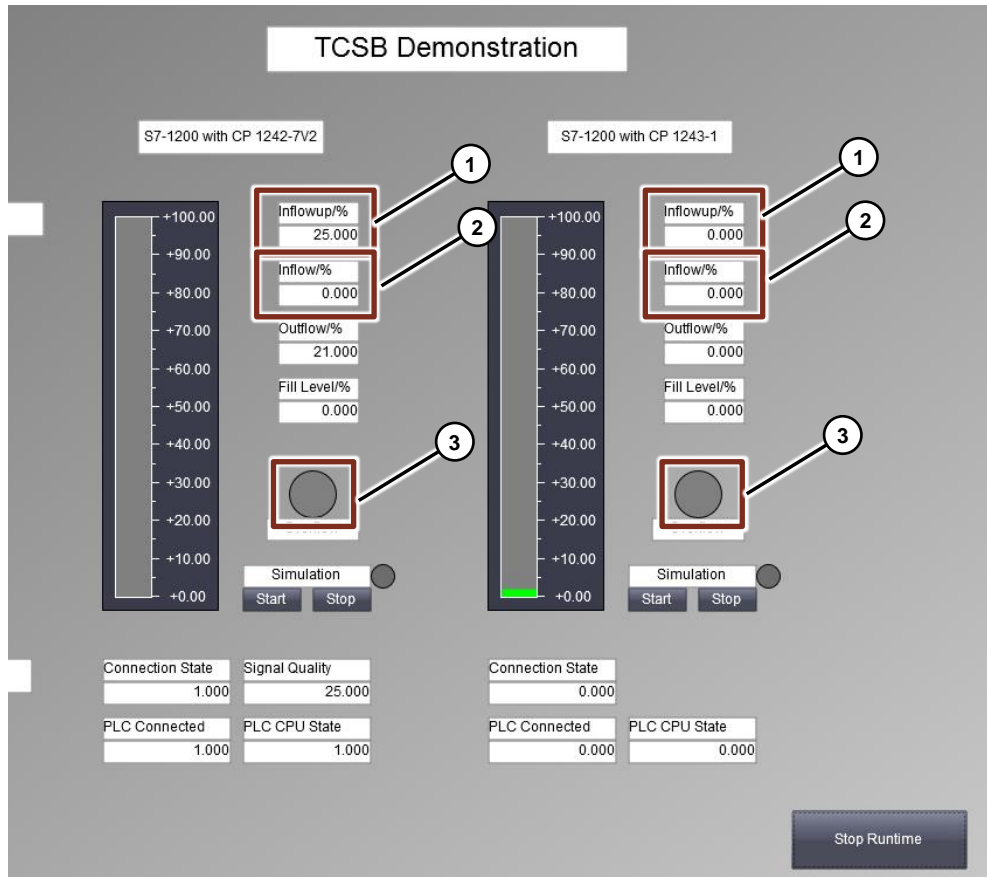 TCSB Demonstration
S7-1200 with CP 1242-7V2
S7-1200 with CP 1243-1
1
1
2
2
+100.00
+90.00
+80.00
+70.00
+60.00
+50.00
+40.00
+30.00
+20.00
+10.00
+0.00
Inflowup/%
25.000
Inflow/%
0.000
Outflow/%
21.000
Fill Level/%
0.000
3
Simulation
Start Stop
+100.00
+90.00
+80.00
+70.00
+60.00
+50.00
+40.00
+30.00
+20.00
+10.00
+0.00
Inflowup/%
0.000
Inflow/%
0.000
Outflow/%
0.000
Fill Level/%
0.000
3
Simulation
Start Stop
Connection State Signal Quality
1.000 25.000
PLC Connected PLC CPU State
1.000 1.000
Connection State
0.000
PLC Connected PLC CPU State
0.000 0.000
Stop Runtime